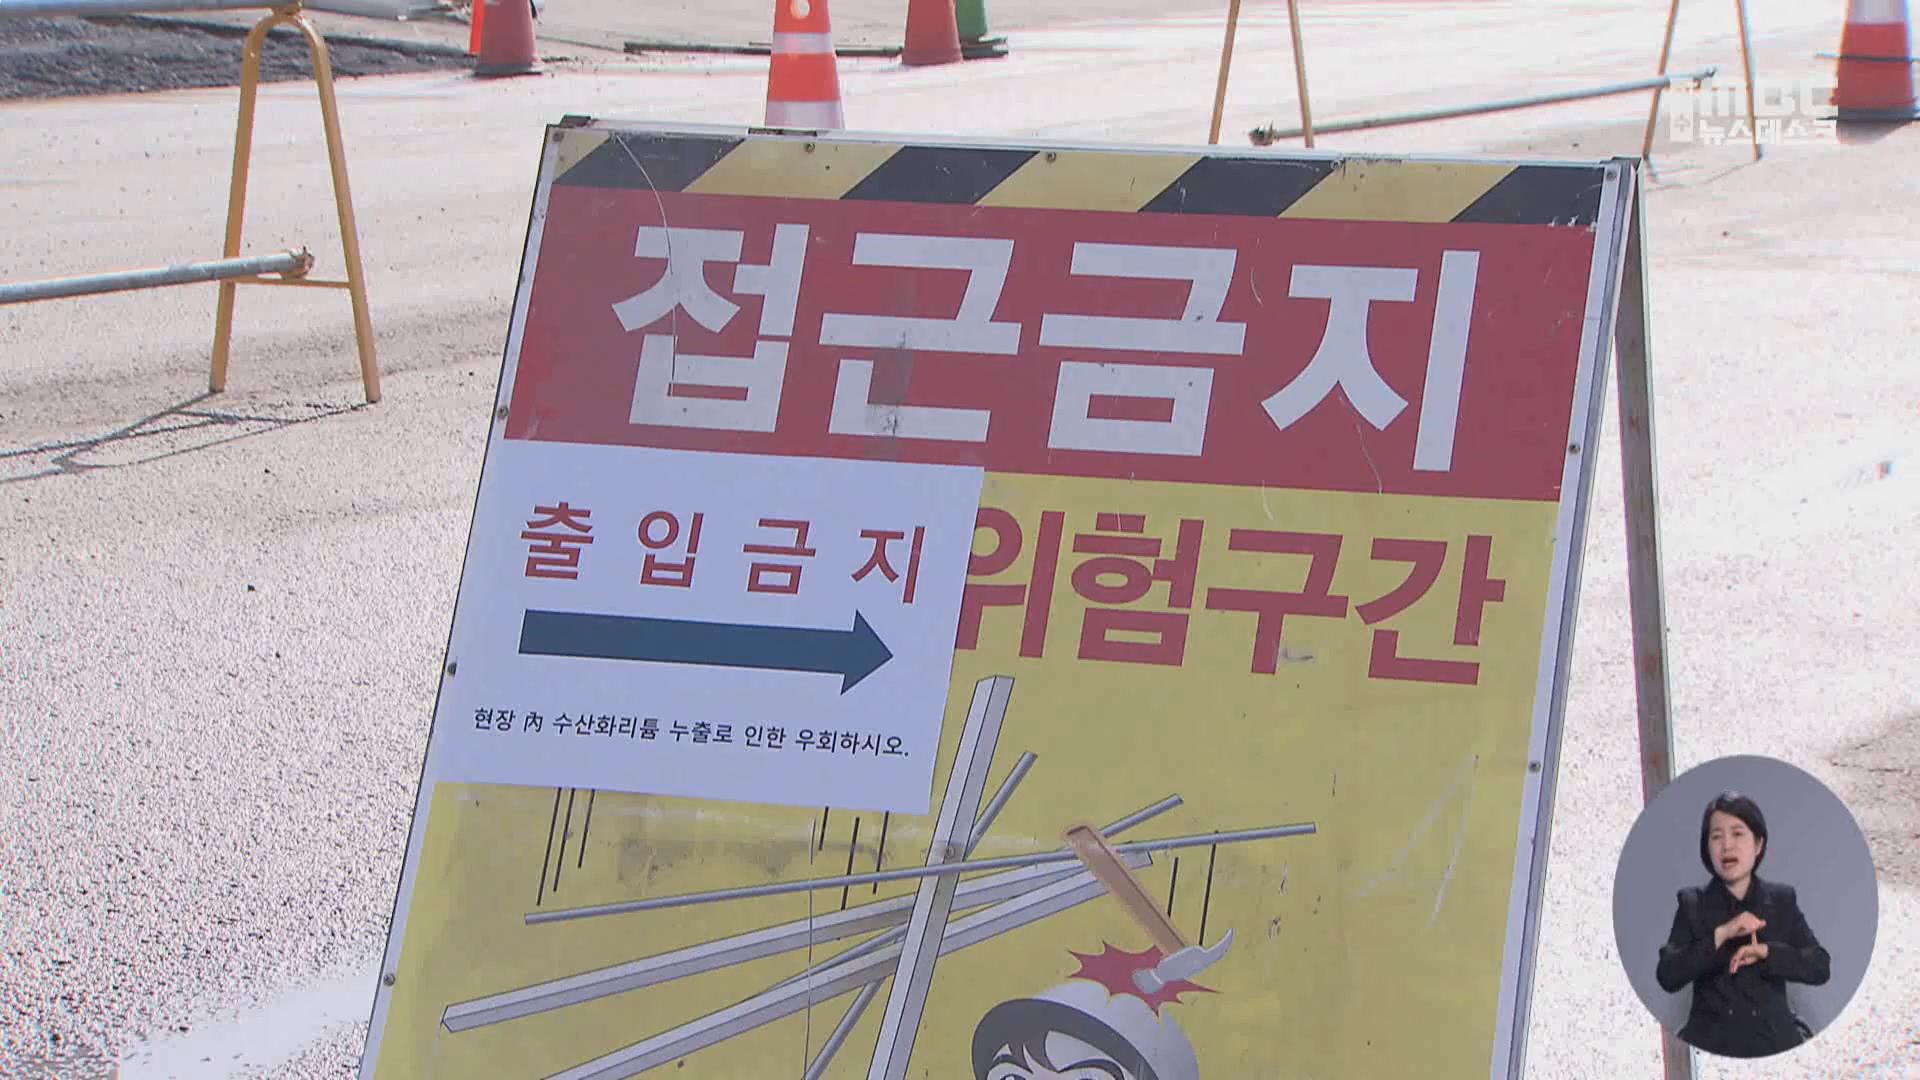 MBC
뉴스데스크
접근금지
출입금지
위험구간
현장 內 수산화리튬 누출로 인한 우회하시오.